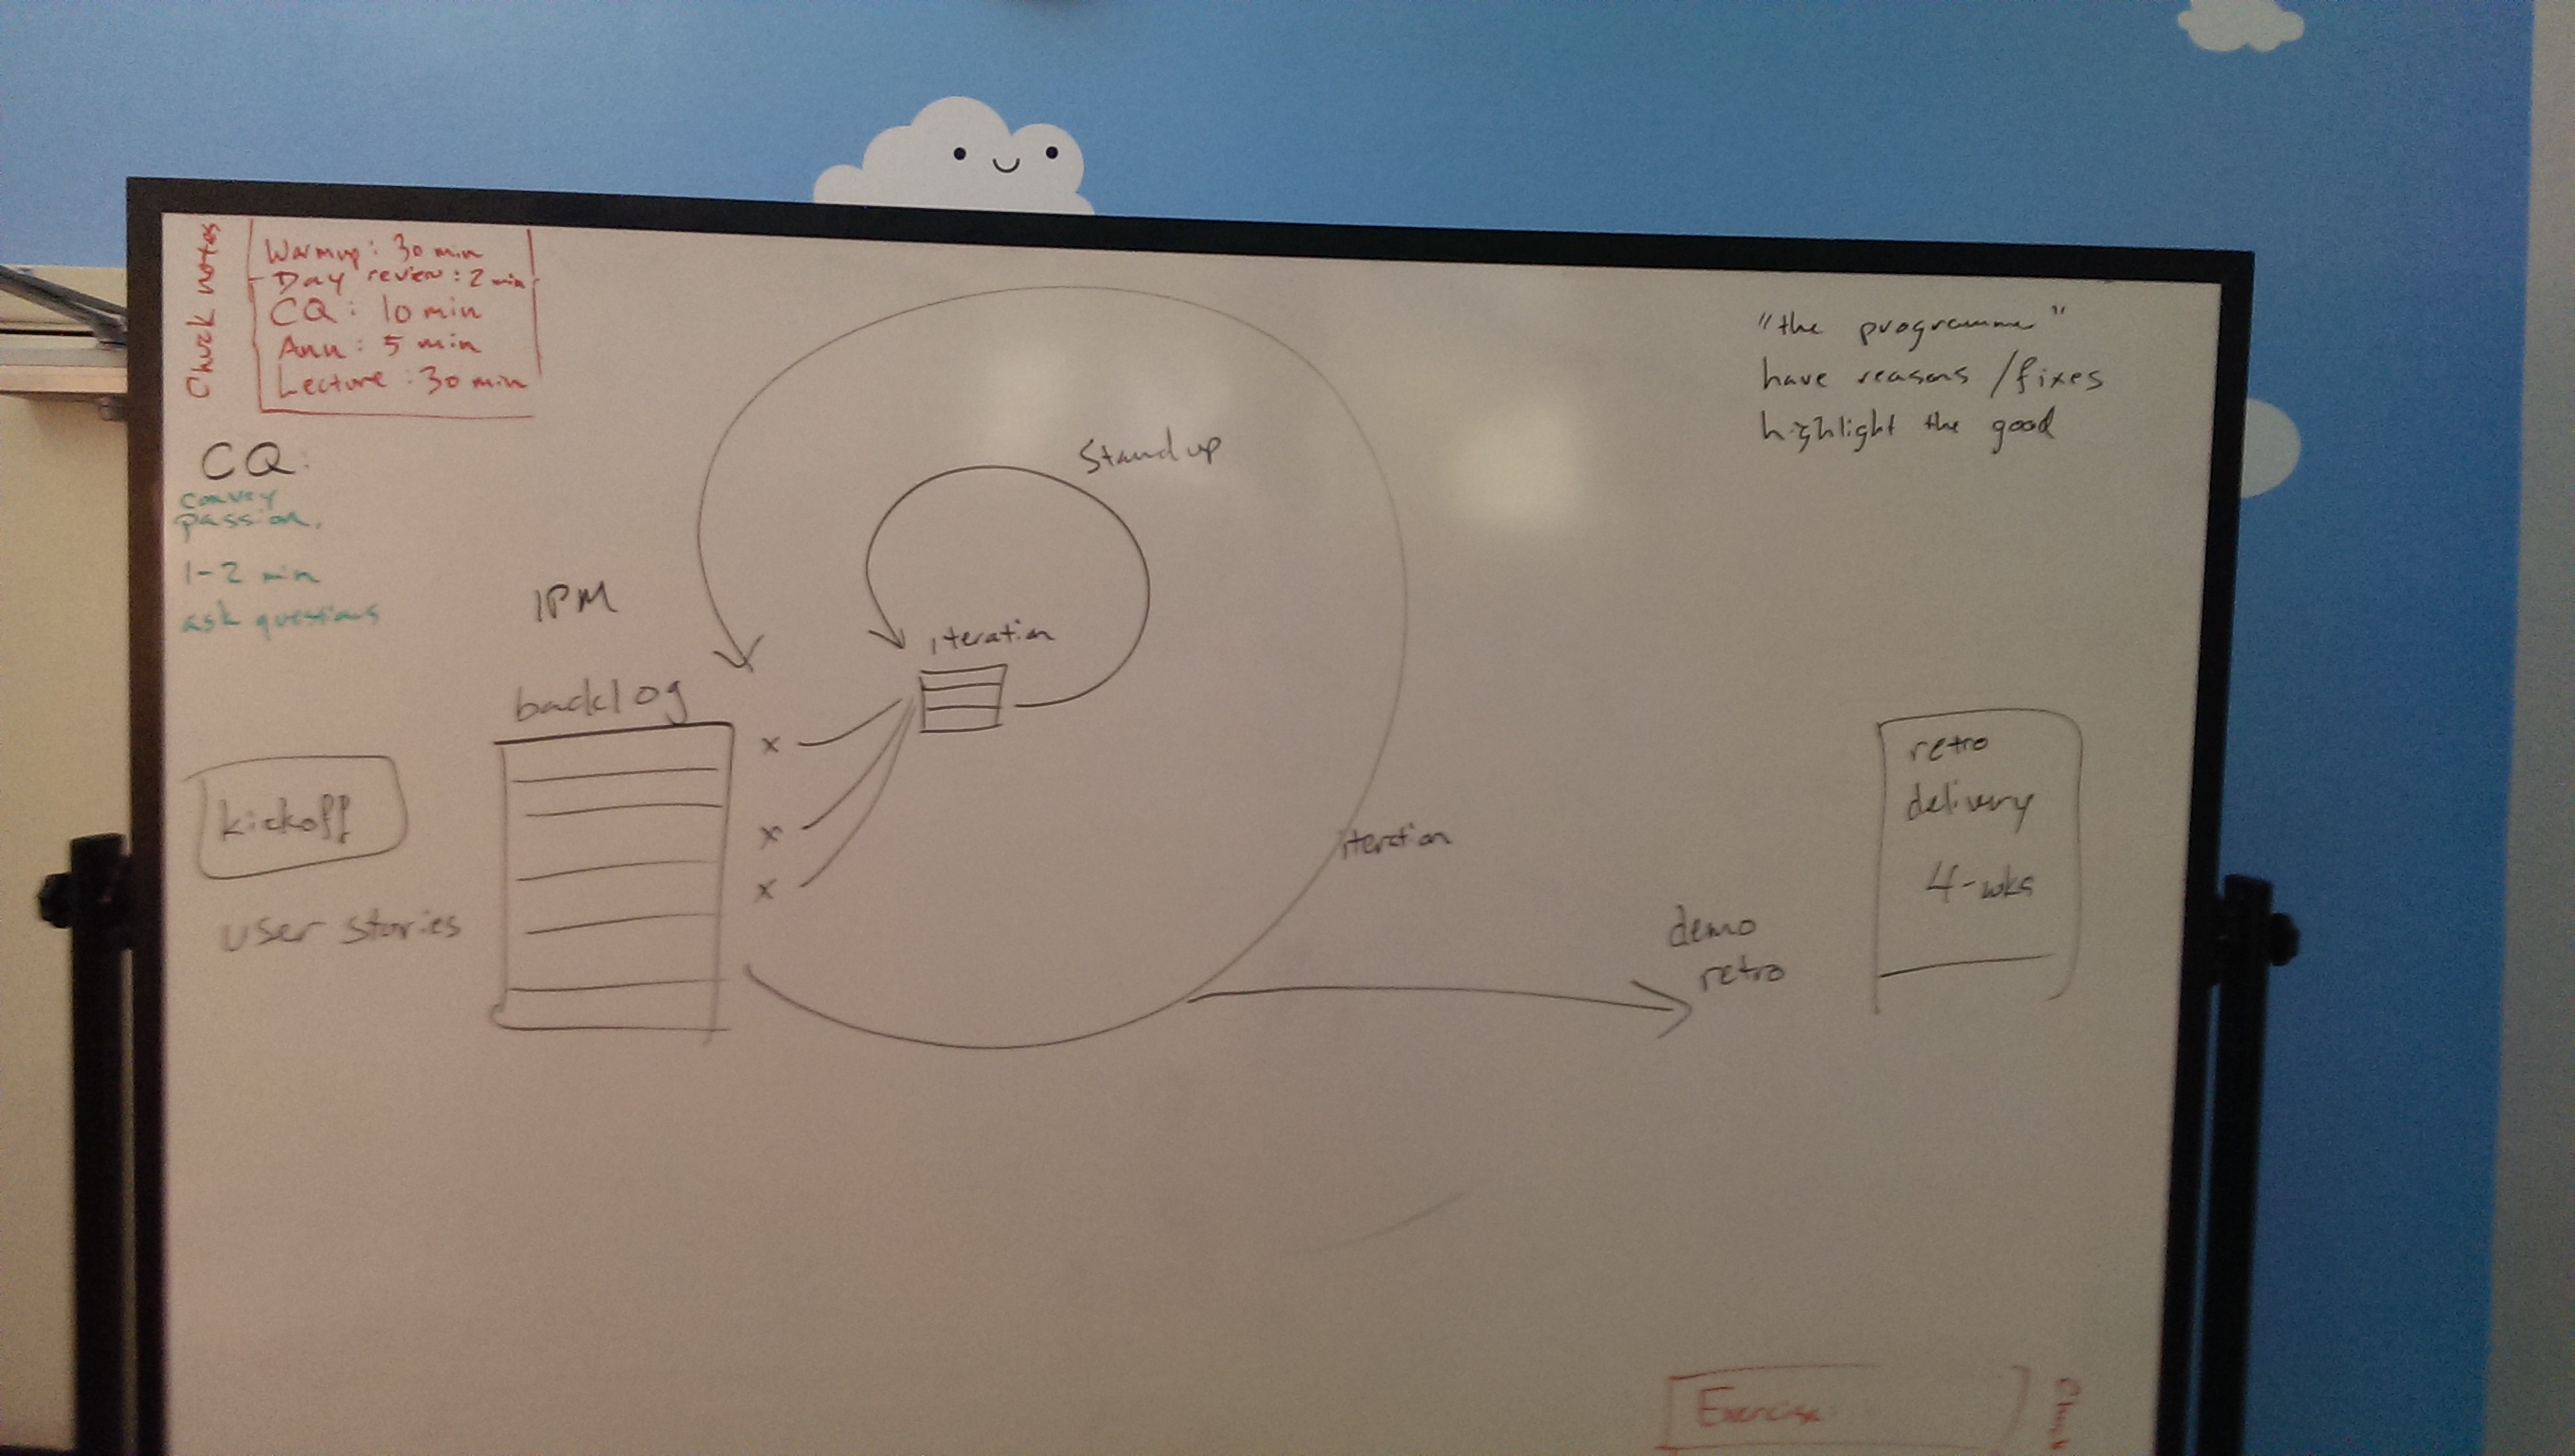 Chuck notes
Warmup: 30 min
Day review: 2 min
CQ: 10 min
Ann: 5 min
Lecture: 30 min
CQ:
convey
passion.
1-2 min
ask questions
"the programme"
have reasons / fixes
highlight the good
Standup
IPM
iteration
backlog
x
x
x
kickoff
user stories
iteration
demo
retro
retro
delivery
4-wks
Exercise: